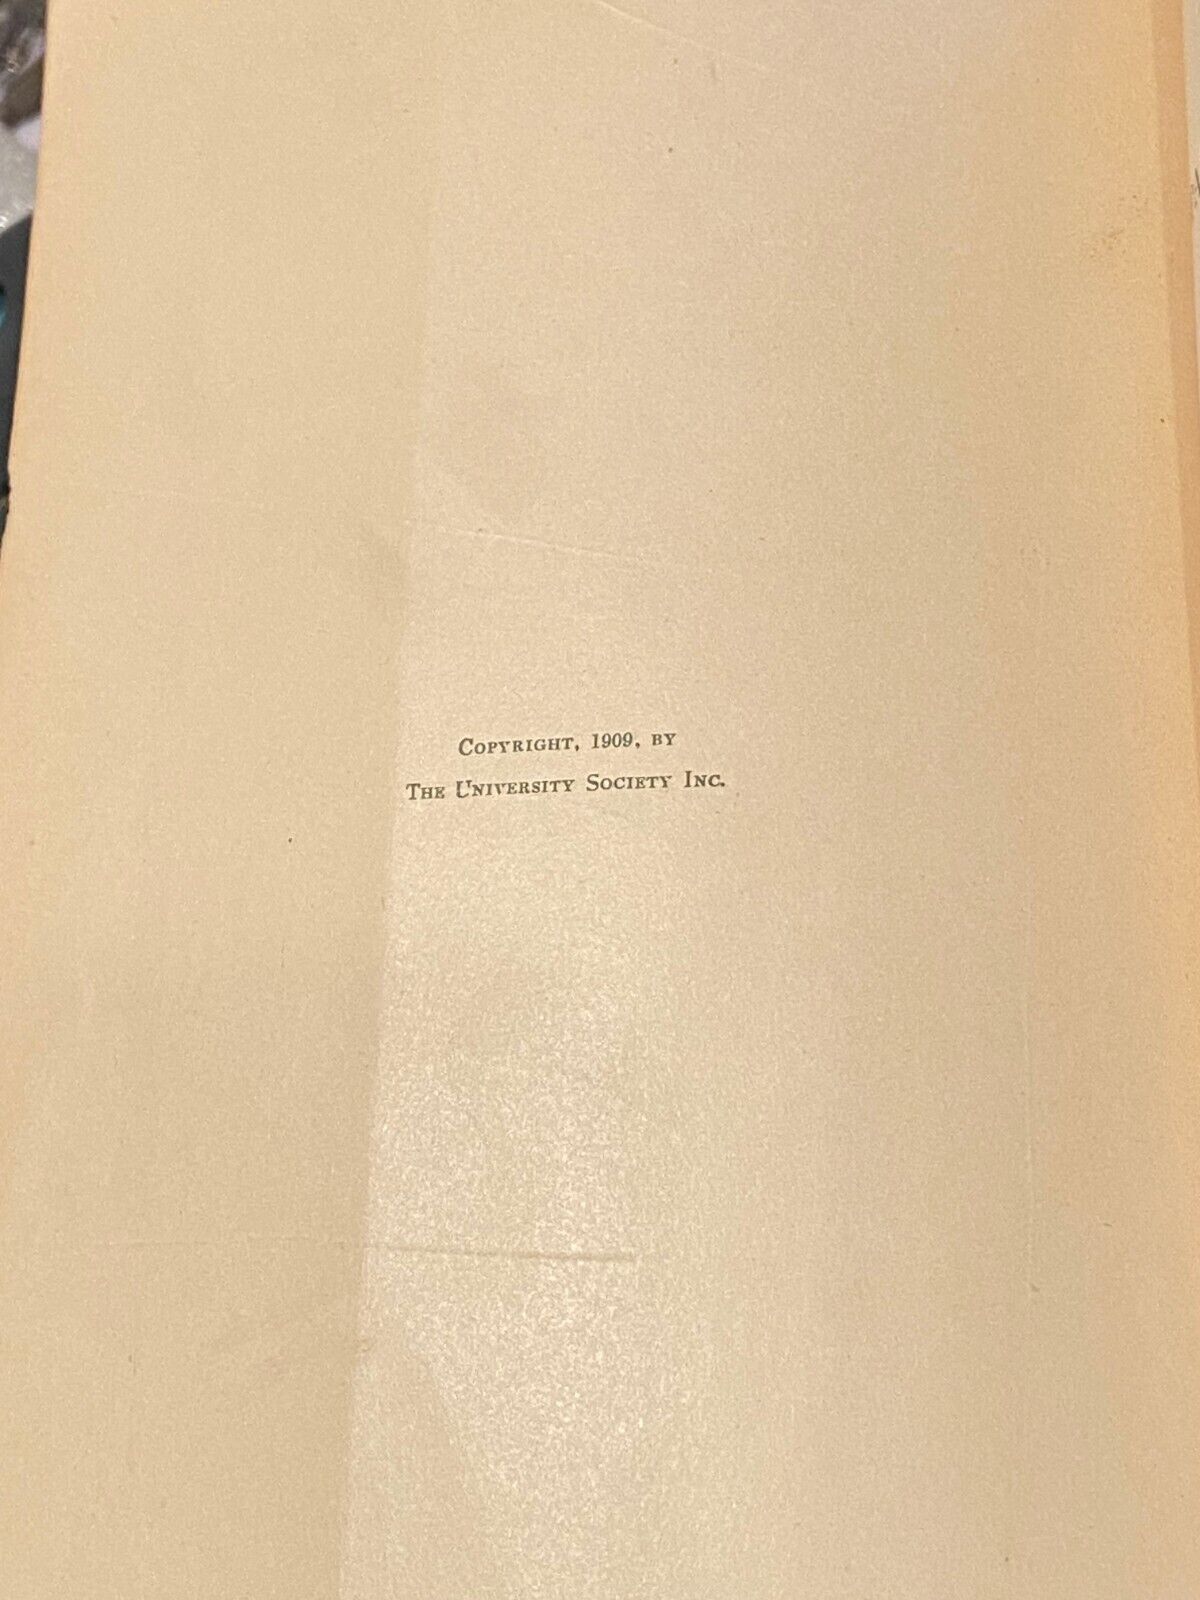 Copyright, 1909, by
The University Society Inc.